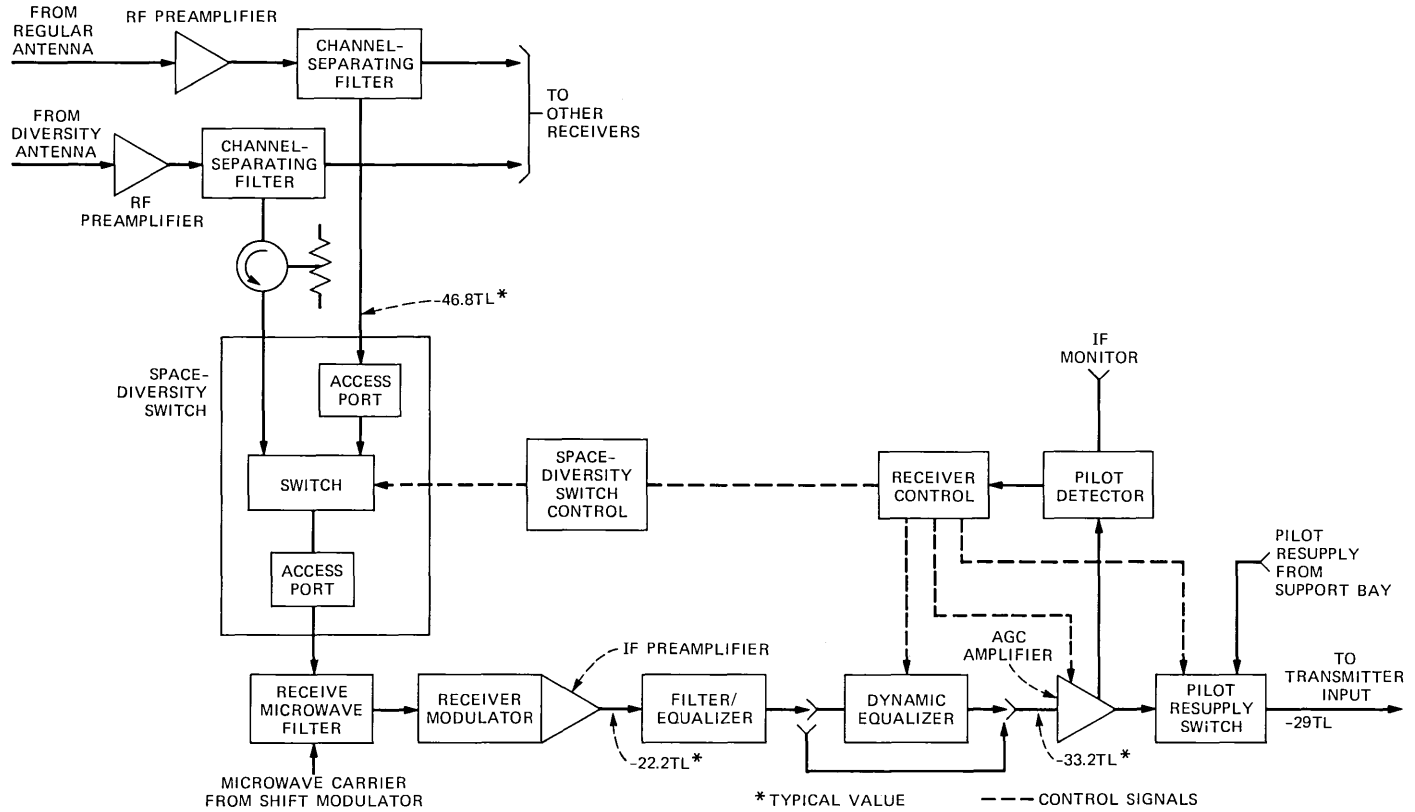 FROM
REGULAR
ANTENNA
RF PREAMPLIFIER
CHANNEL-
SEPARATING
FILTER
TO
OTHER
RECEIVERS
FROM
DIVERSITY
ANTENNA
CHANNEL-
SEPARATING
FILTER
RF
PREAMPLIFIER
-46.8TL*
SPACE-
DIVERSITY
SWITCH
ACCESS
PORT
SWITCH
ACCESS
PORT
SPACE-
DIVERSITY
SWITCH
CONTROL
RECEIVER
CONTROL
PILOT
DETECTOR
IF
MONITOR
PILOT
RESUPPLY
FROM
SUPPORT BAY
RECEIVE
MICROWAVE
FILTER
RECEIVER
MODULATOR
IF PREAMPLIFIER
-22.2TL*
FILTER/
EQUALIZER
DYNAMIC
EQUALIZER
AGC
AMPLIFIER
-33.2TL*
PILOT
RESUPPLY
SWITCH
TO
TRANSMITTER
INPUT
-29TL
MICROWAVE CARRIER
FROM SHIFT MODULATOR
*TYPICAL VALUE
CONTROL SIGNALS